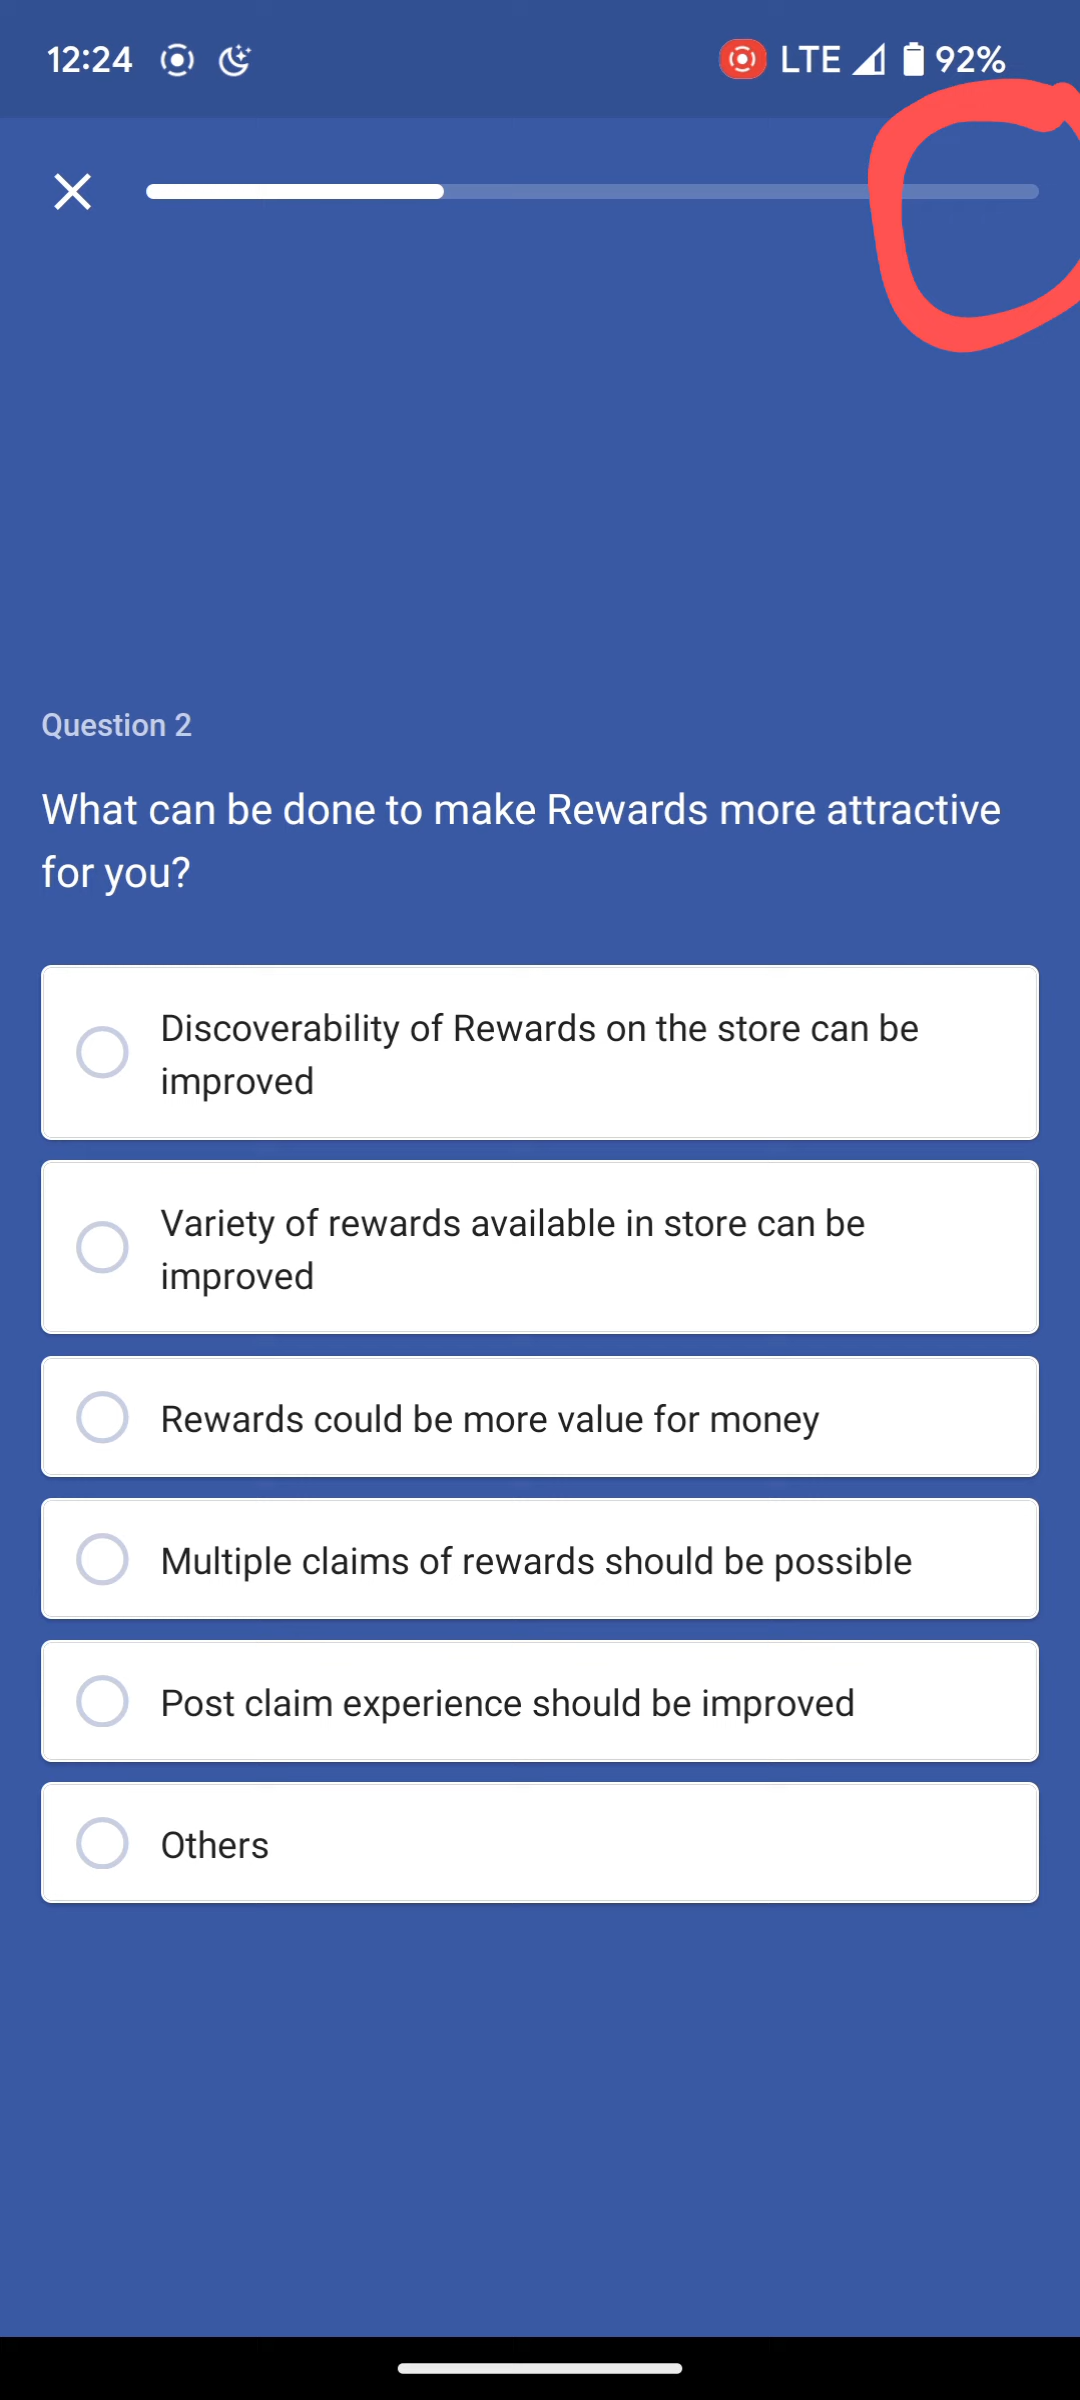 12:24 LTE 92%
Question 2
What can be done to make Rewards more attractive
for you?
Discoverability of Rewards on the store can be
improved
Variety of rewards available in store can be
improved
Rewards could be more value for money
Multiple claims of rewards should be possible
Post claim experience should be improved
Others